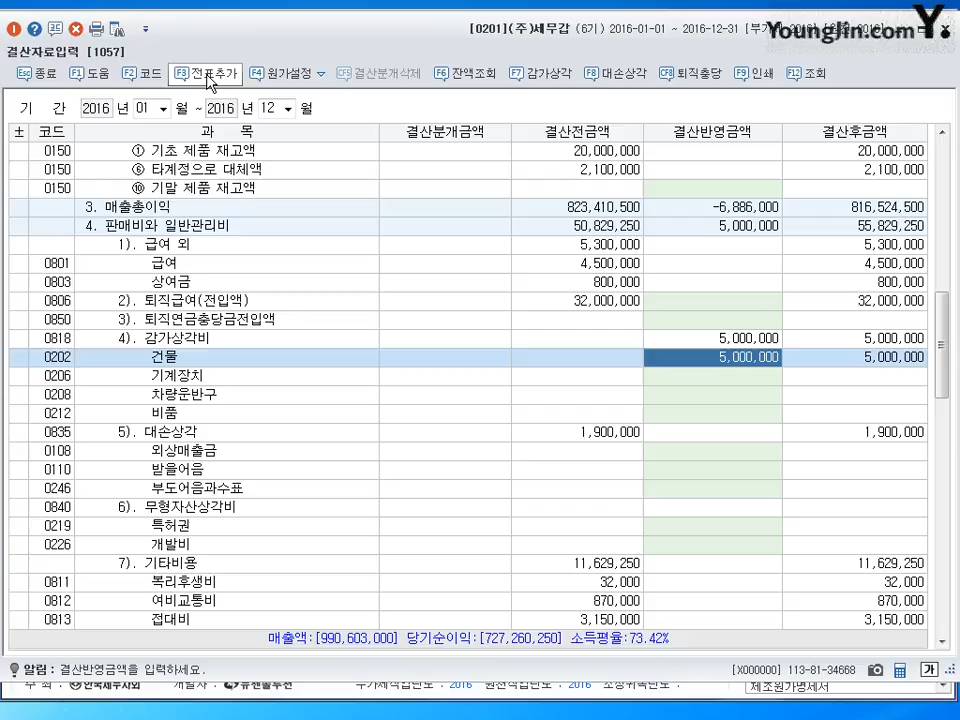 [0201](주)세무갑 (6기) 2016-01-01 ~ 2016-12-31
Younglin.com Y.
결산자료입력 [1057]
Esc 종료 F1 도움 F2 코드 F3 전표추가 F4 원가설정 CF5 결산분개삭제 F6 잔액조회 F7 감가상각 F8 대손상각 CF8 퇴직충당 F9 인쇄 F12 조회
기 간 2016 년 01 월 ~ 2016 년 12 월
± 코드 과 목 결산분개금액 결산전금액 결산반영금액 결산후금액
0150 ① 기초 제품 재고액 20,000,000 20,000,000
0150 ⑥ 타계정으로 대체액 2,100,000 2,100,000
0150 ⑩ 기말 제품 재고액
3. 매출총이익 823,410,500 -6,886,000 816,524,500
4. 판매비와 일반관리비 50,829,250 5,000,000 55,829,250
1). 급여 외 5,300,000 5,300,000
0801 급여 4,500,000 4,500,000
0803 상여금 800,000 800,000
0806 2). 퇴직급여(전입액) 32,000,000 32,000,000
0850 3). 퇴직연금충당금전입액
0818 4). 감가상각비 5,000,000 5,000,000
0202 건물 5,000,000 5,000,000
0206 기계장치
0208 차량운반구
0212 비품
0835 5). 대손상각 1,900,000 1,900,000
0108 외상매출금
0110 받을어음
0246 부도어음과수표
0840 6). 무형자산상각비
0219 특허권
0226 개발비
7). 기타비용 11,629,250 11,629,250
0811 복리후생비 32,000 32,000
0812 여비교통비 870,000 870,000
0813 접대비 3,150,000 3,150,000
매출액:[990,603,000] 당기순이익:[727,260,250] 소득평율:73.42%
알림: 결산반영금액을 입력하세요. [X000000] 113-81-34668 가
2016 2016 제조원가명세서